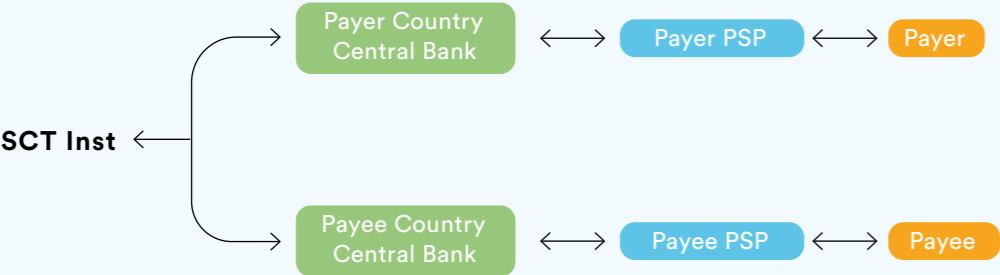 Payer Country
Central Bank
Payer PSP
Payer
SCT Inst
Payee Country
Central Bank
Payee PSP
Payee